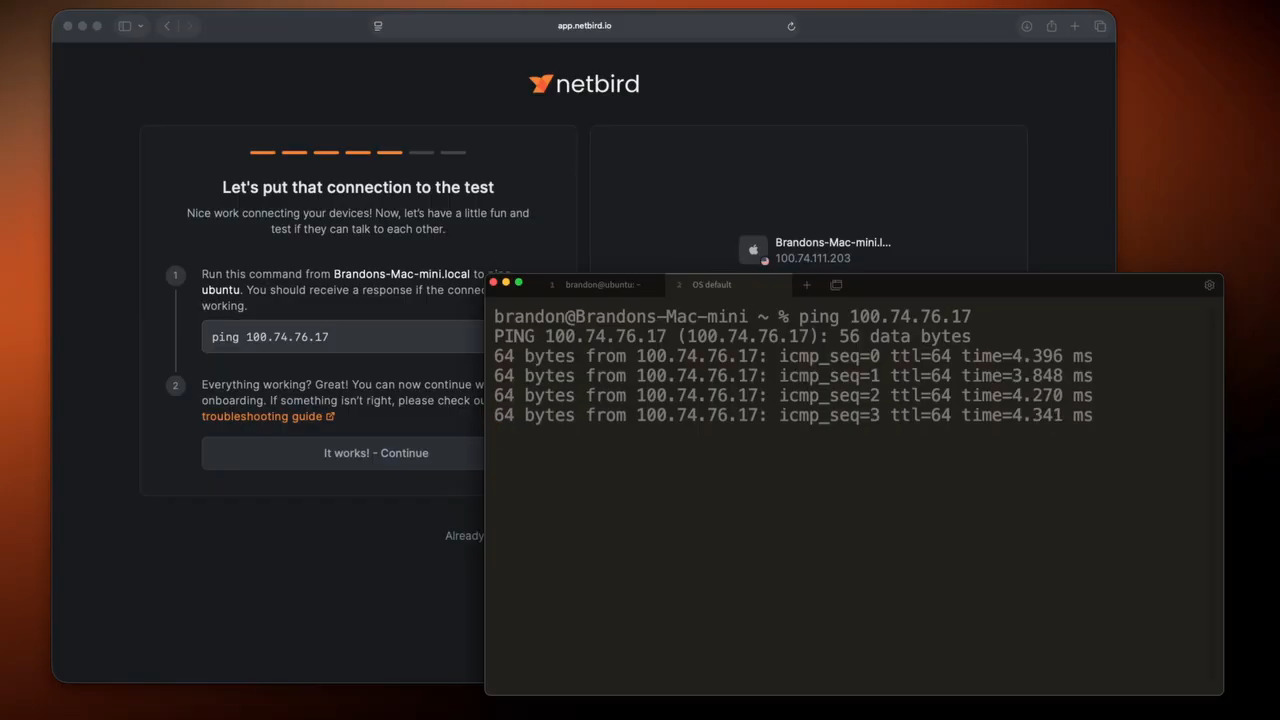 app.netbird.io
netbird
Let's put that connection to the test
Nice work connecting your devices! Now, let's have a little fun and
test if they can talk to each other.
1
Run this command from Brandons-Mac-mini.local to
ubuntu. You should receive a response if the
working.
ping 100.74.76.17
2
Everything working? Great! You can now continue
onboarding. If something isn't right, please check
troubleshooting guide
It works! - Continue
Already
Brandons-Mac-mini.l...
100.74.111.203
1 brandon@ubuntu: ~
2 OS default
brandon@Brandons-Mac-mini ~ % ping 100.74.76.17
PING 100.74.76.17 (100.74.76.17): 56 data bytes
64 bytes from 100.74.76.17: icmp_seq=0 ttl=64 time=4.396 ms
64 bytes from 100.74.76.17: icmp_seq=1 ttl=64 time=3.848 ms
64 bytes from 100.74.76.17: icmp_seq=2 ttl=64 time=4.270 ms
64 bytes from 100.74.76.17: icmp_seq=3 ttl=64 time=4.341 ms